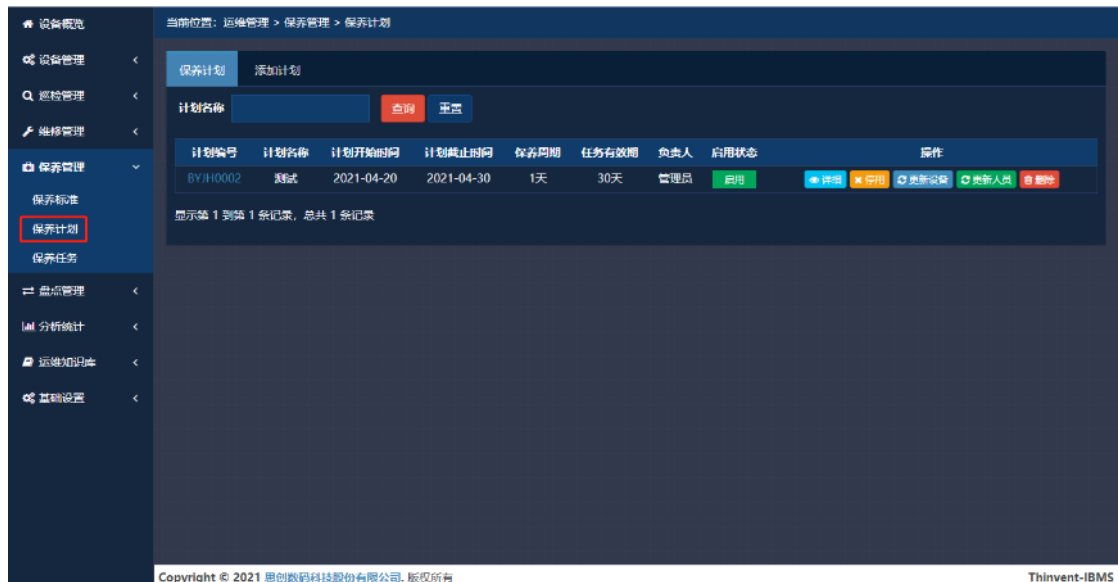 设备概览
当前位置：运维管理 > 保养管理 > 保养计划
设备管理
保养计划 添加计划
巡检管理
计划名称 查询 重置
维修管理
计划编号 计划名称 计划开始时间 计划截止时间 保养周期 任务有效期 负责人 启用状态 操作
保养管理
BYJH0002 测试 2021-04-20 2021-04-30 1天 30天 管理员 启用 详细 停用 更新设备 更新人员 删除
保养标准
显示第 1 到第 1 条记录，总共 1 条记录
保养计划
保养任务
盘点管理
分析统计
运维知识库
基础设置
Copyright © 2021 思创数码科技股份有限公司. 版权所有
Thinvent-IBMS